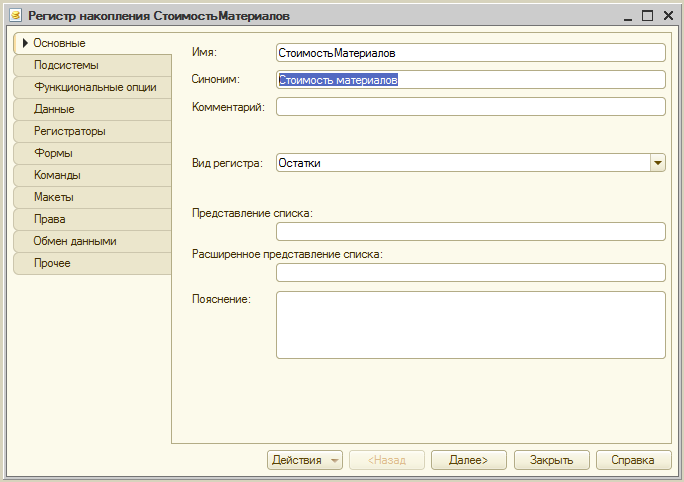 Регистр накопления СтоимостьМатериалов
Основные
Подсистемы
Функциональные опции
Данные
Регистраторы
Формы
Команды
Макеты
Права
Обмен данными
Прочее
Имя: СтоимостьМатериалов
Синоним: Стоимость материалов
Комментарий:
Вид регистра: Остатки
Представление списка:
Расширенное представление списка:
Пояснение:
Действия <Назад Далее> Закрыть Справка